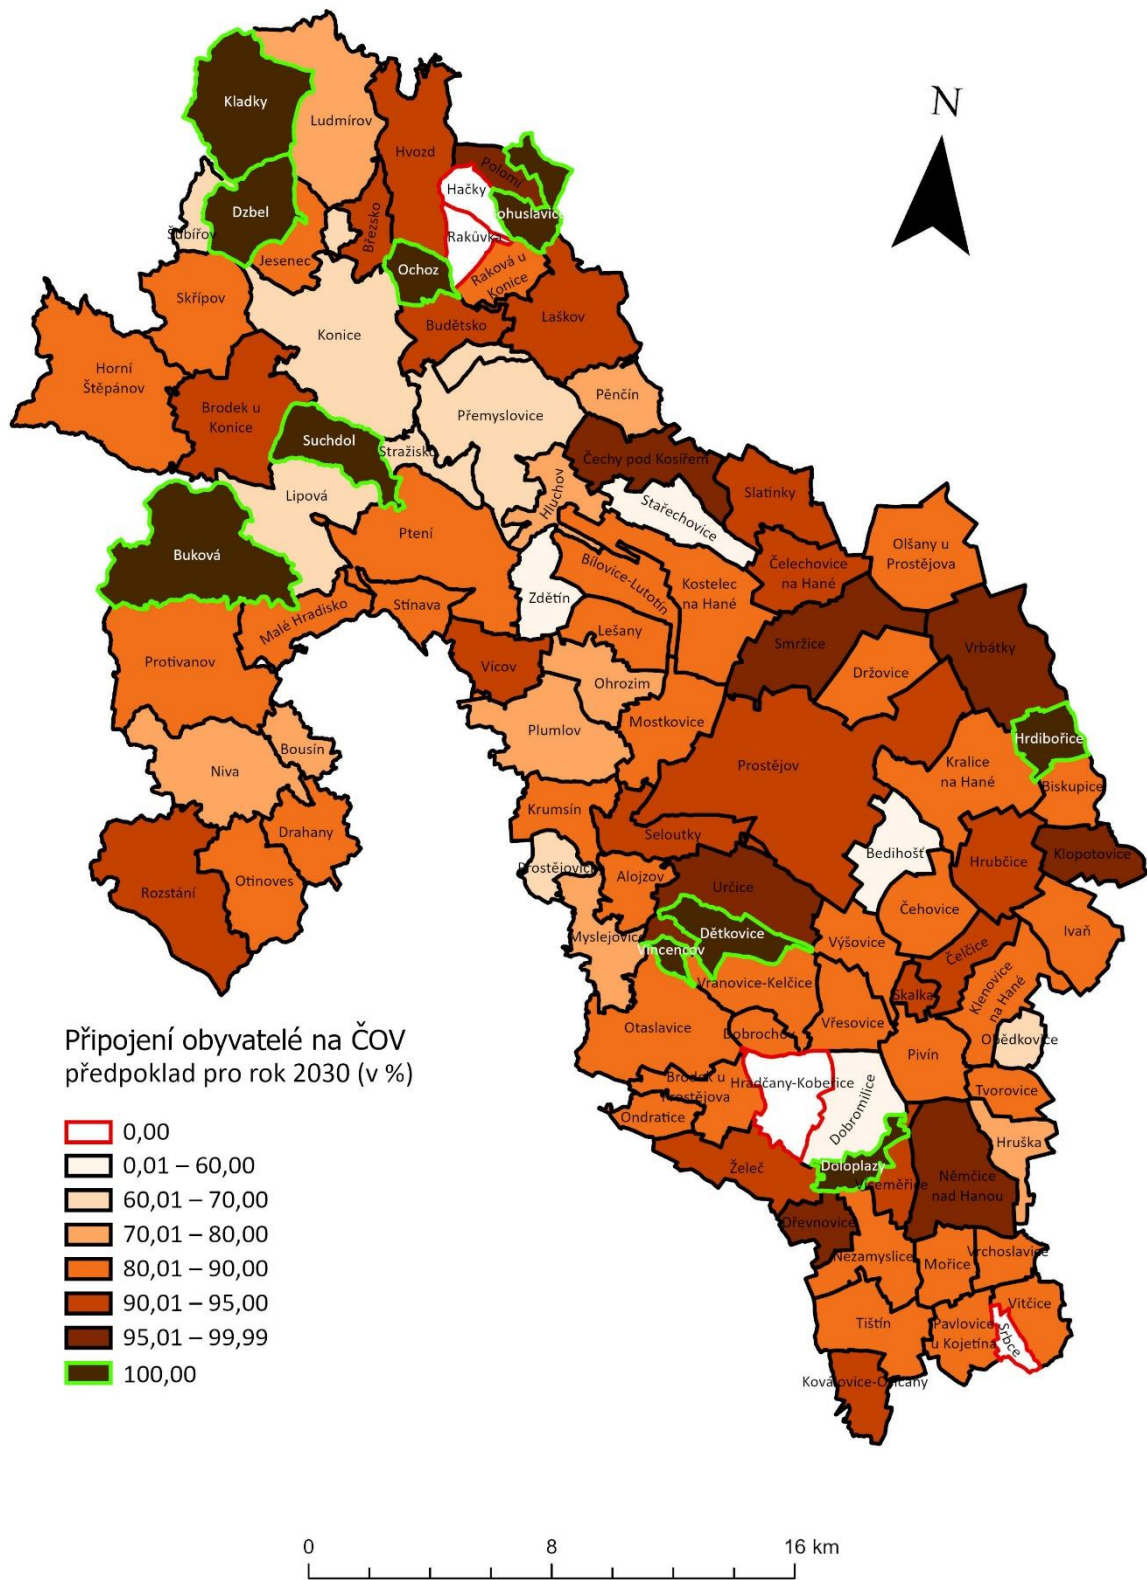 N
Kladky
Ludmírov
Hvozd
Polomí
Hačky
Bohuslavice
Dzbel
Šubířov
Březsko
Rakůvka
Jesenec
Ochoz
Raková u
Konice
Skřípov
Konice
Budětsko
Laškov
Horní
Štěpánov
Pěnčín
Brodek u
Konice
Přemyslovice
Suchdol
Stražisko
Čechy pod Kosířem
Hluchov
Slatinky
Lipová
Stařechovice
Ptení
Olšany u
Prostějova
Buková
Bílovice-Lutotín
Čelechovice
na Hané
Kostelec
na Hané
Zdětín
Malé Hradisko
Stínava
Lešany
Smržice
Vrbátky
Protivanov
Vícov
Ohrozim
Držovice
Plumlov
Mostkovice
Hrdibořice
Bousín
Niva
Prostějov
Kralice
na Hané
Biskupice
Krumsín
Drahany
Seloutky
Bedihošť
Hrubčice
Klopotovice
Prostějovičky
Rozstání
Otinoves
Alojzov
Určice
Čehovice
Myslejovice
Dětkovice
Výšovice
Ivaň
Vincencov
Čelčice
Vranovice-Kelčice
Skalka
Klenovice
na Hané
Otaslavice
Dobrochov
Vřesovice
Obědkovice
Pivín
Brodek u
Prostějova
Hradčany-Kobeřice
Tvorovice
Ondratice
Dobromilice
Hruška
Želeč
Doloplazy
Víceměřice
Němčice
nad Hanou
Dřevnovice
Nezamyslice
Mořice
Vrchoslavice
Vitčice
Tištín
Pavlovice
u Kojetína
Srbce
Koválovice-Osíčany
Připojení obyvatelé na ČOV
předpoklad pro rok 2030 (v %)
0,00
0,01 – 60,00
60,01 – 70,00
70,01 – 80,00
80,01 – 90,00
90,01 – 95,00
95,01 – 99,99
100,00
0 8 16 km